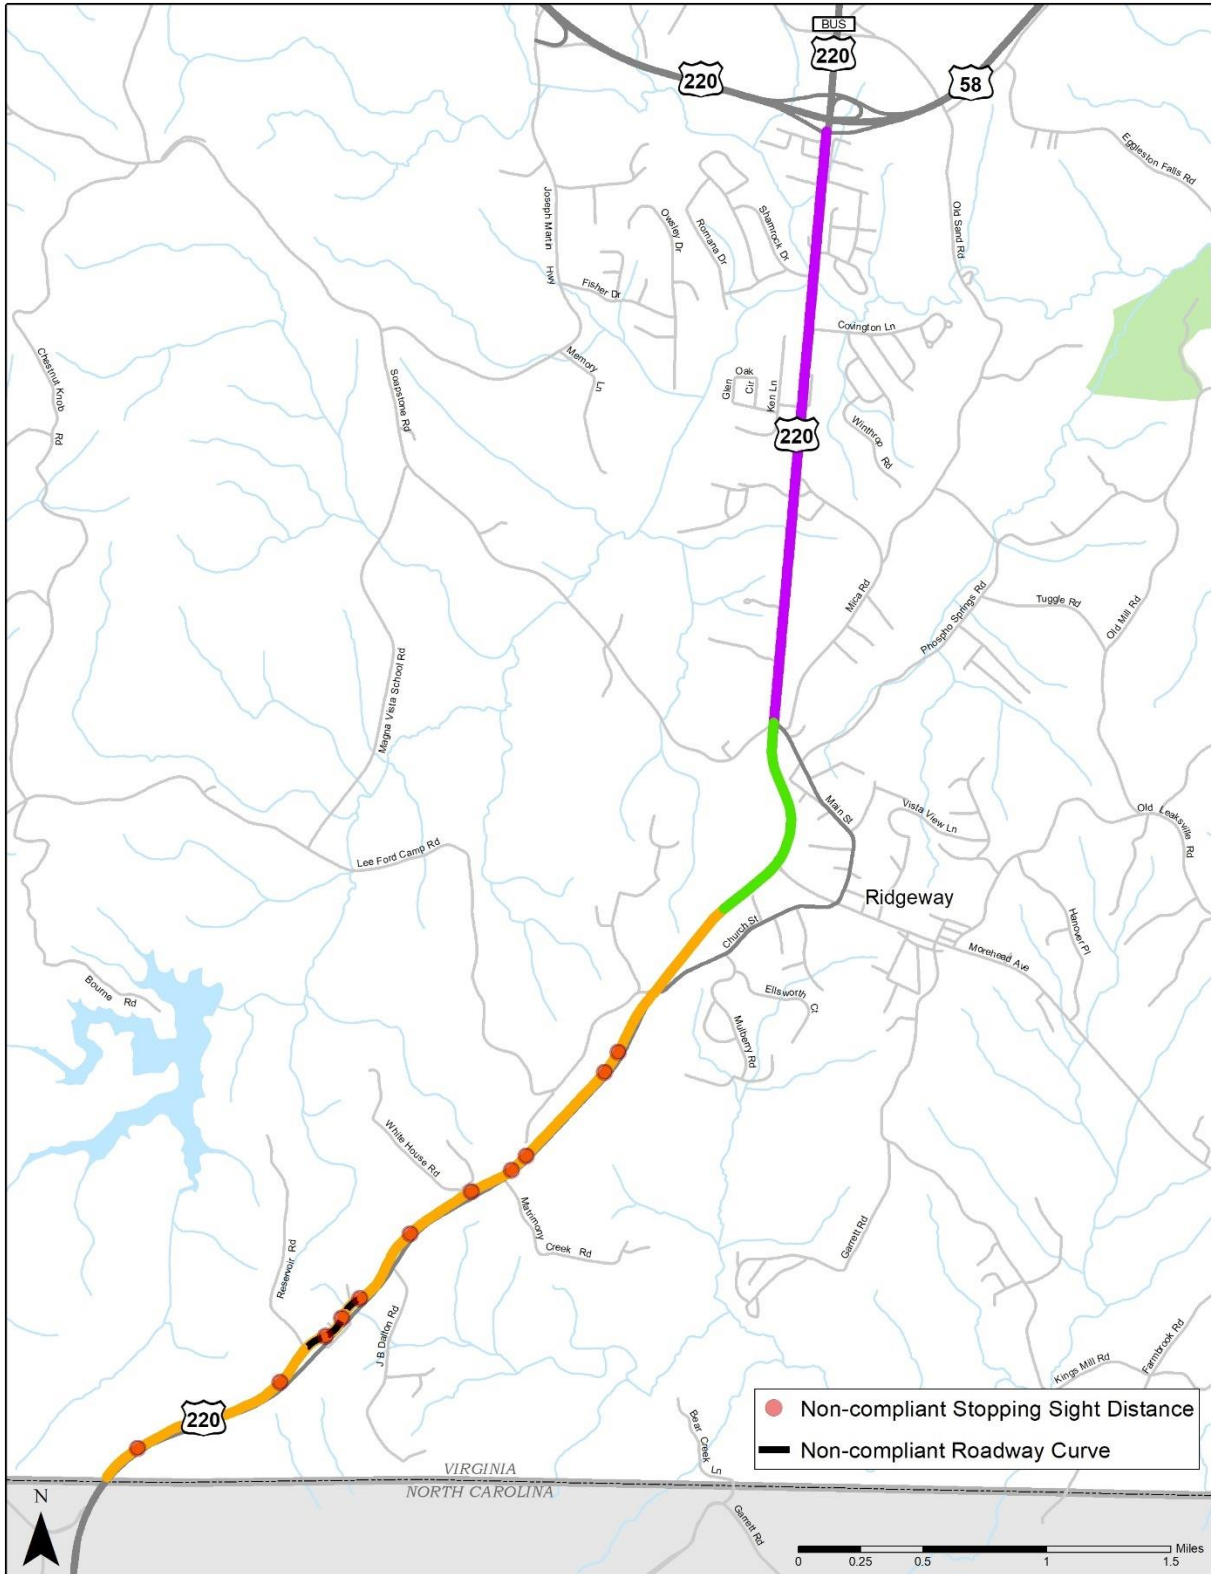 BUS
220
220
58
Eggleston Falls Rd
Joseph Martin Hwy
Owsley Dr
Romana Dr
Shamrock Dr
Old Sand Rd
Fisher Dr
Covington Ln
Memory Ln
Chestnut Knob Rd
Soapstone Rd
Glen Oak Cir
Ken Ln
220
Winthrop Rd
Mica Rd
Phospho Springs Rd
Tuggle Rd
Old Mill Rd
Magna Vista School Rd
Main St
Vista View Ln
Old Leaksville Rd
Lee Ford Camp Rd
Ridgeway
Church St
Hanover Pl
Morehead Ave
Bourne Rd
Ellsworth Ct
Mulberry Rd
White House Rd
Matrimony Creek Rd
Garrett Rd
Reservoir Rd
J B Dalton Rd
Farmbrook Rd
Kings Mill Rd
220
Bear Creek Ln
Non-compliant Stopping Sight Distance
Non-compliant Roadway Curve
VIRGINIA
NORTH CAROLINA
N
Garrett Rd
Miles
0 0.25 0.5 1 1.5